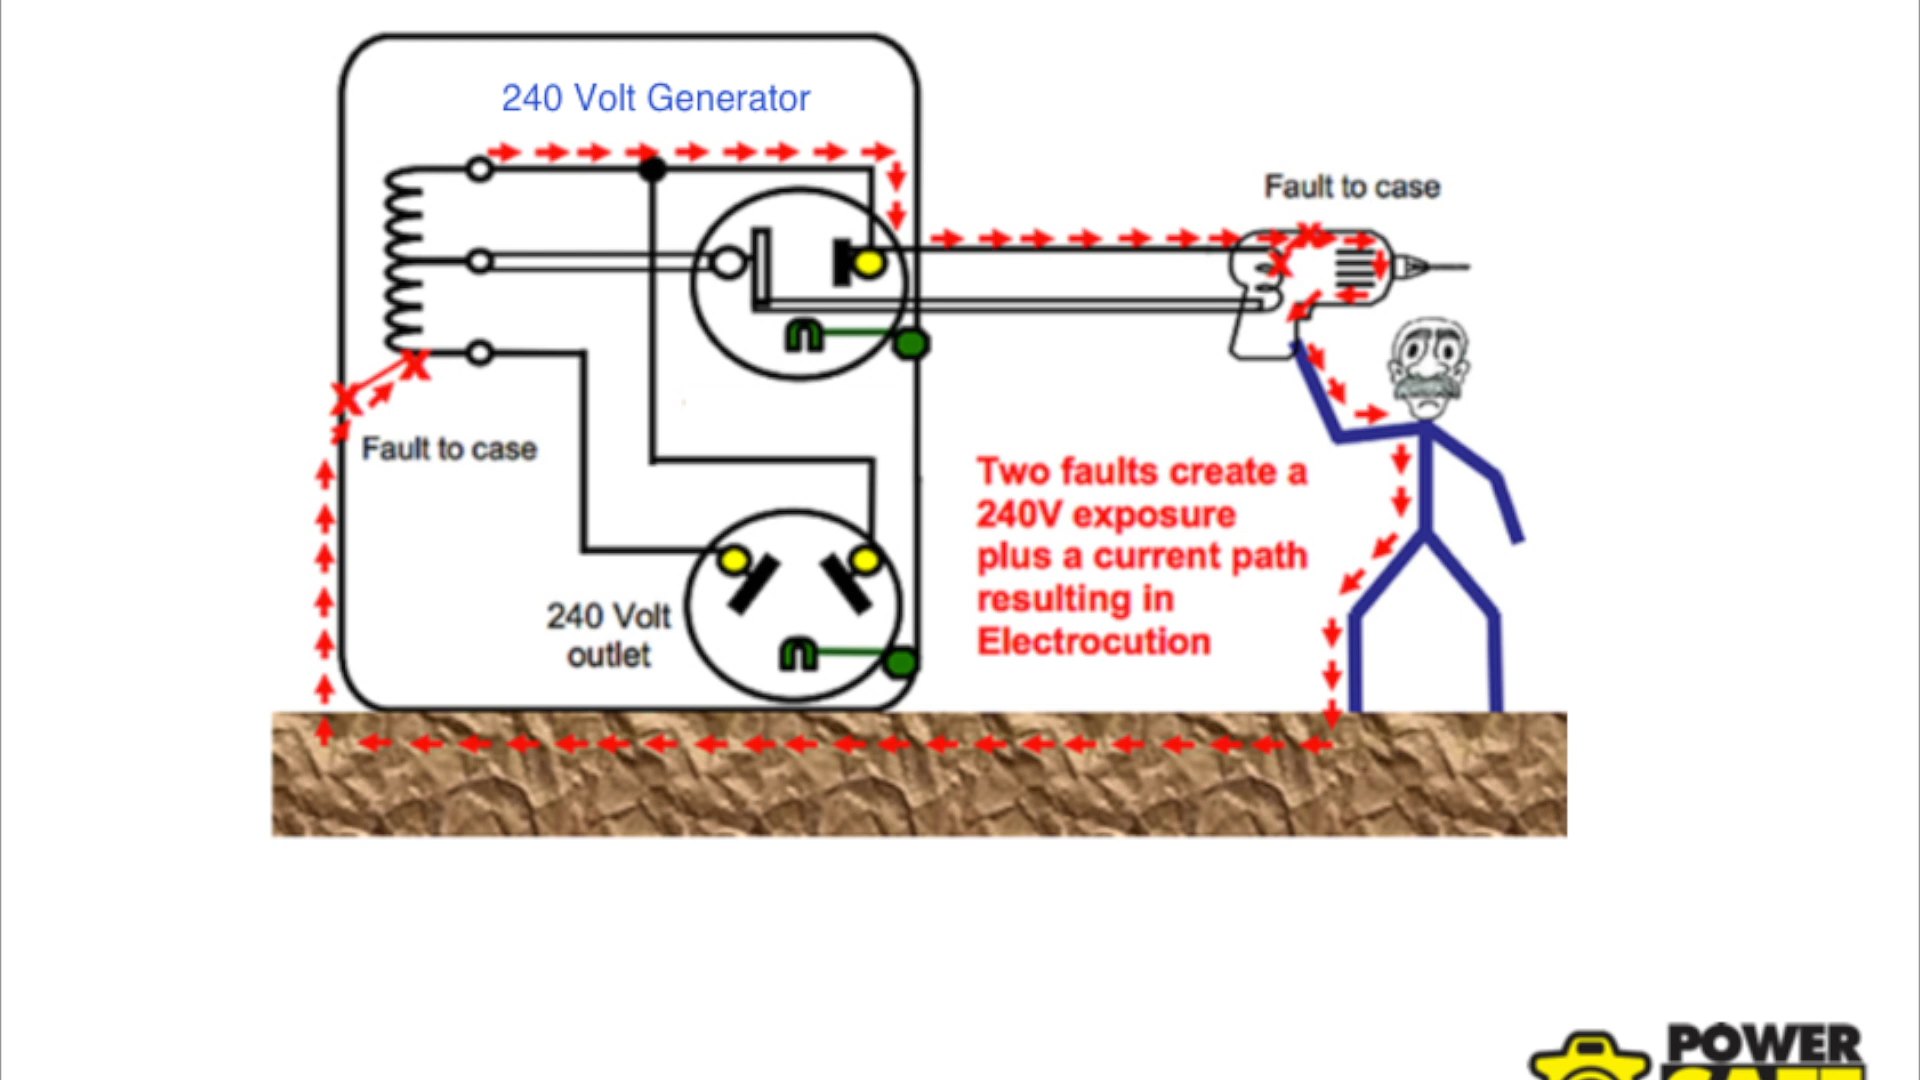 240 Volt Generator
Fault to case
Fault to case
Two faults create a
240V exposure
plus a current path
resulting in
Electrocution
240 Volt
outlet
POWER